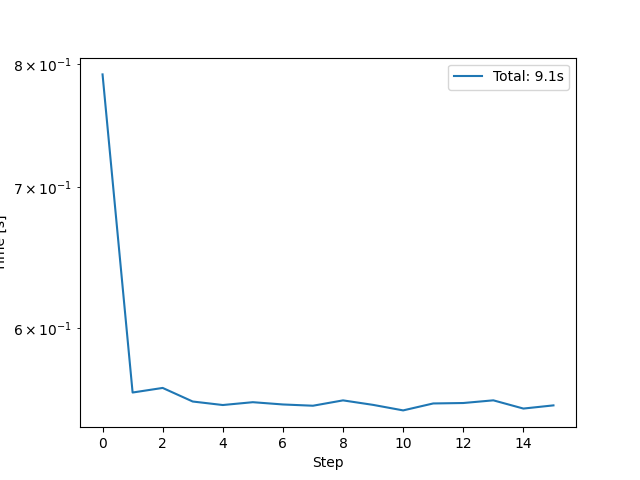 8 × 10⁻¹
Total: 9.1s
7 × 10⁻¹
[s]
6 × 10⁻¹
0 2 4 6 8 10 12 14
Step